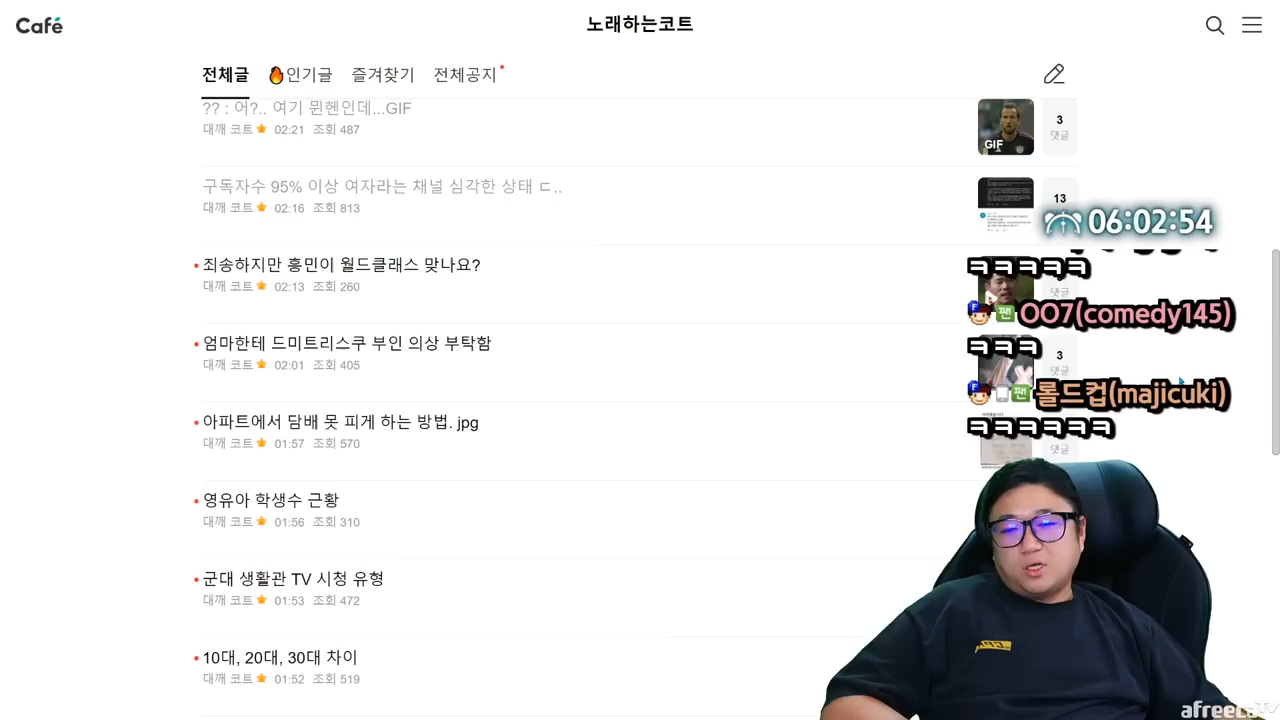 Café
노래하는코트
전체글
🔥인기글
즐겨찾기
전체공지
?? : 어?.. 여기 뮌헨인데...GIF
대깨 코트 02:21 조회 487
GIF
3
댓글
구독자수 95% 이상 여자라는 채널 심각한 상태 ㄷ..
대깨 코트 02:18 조회 813
13
06:02:54
죄송하지만 흥민이 월드클래스 맞나요?
대깨 코트 02:13 조회 260
ㅋㅋㅋㅋㅋ
댓글
F 짼 OO7(comedy145)
엄마한테 드미트리스쿠 부인 의상 부탁함
대깨 코트 02:01 조회 405
ㅋㅋㅋ
3
댓글
F 짼 롤드컵(majicuki)
아파트에서 담배 못 피게 하는 방법. jpg
대깨 코트 01:57 조회 570
ㅋㅋㅋㅋㅋㅋ
댓글
영유아 학생수 근황
대깨 코트 01:56 조회 310
군대 생활관 TV 시청 유형
대깨 코트 01:53 조회 472
10대, 20대, 30대 차이
대깨 코트 01:52 조회 519
afreecaTV